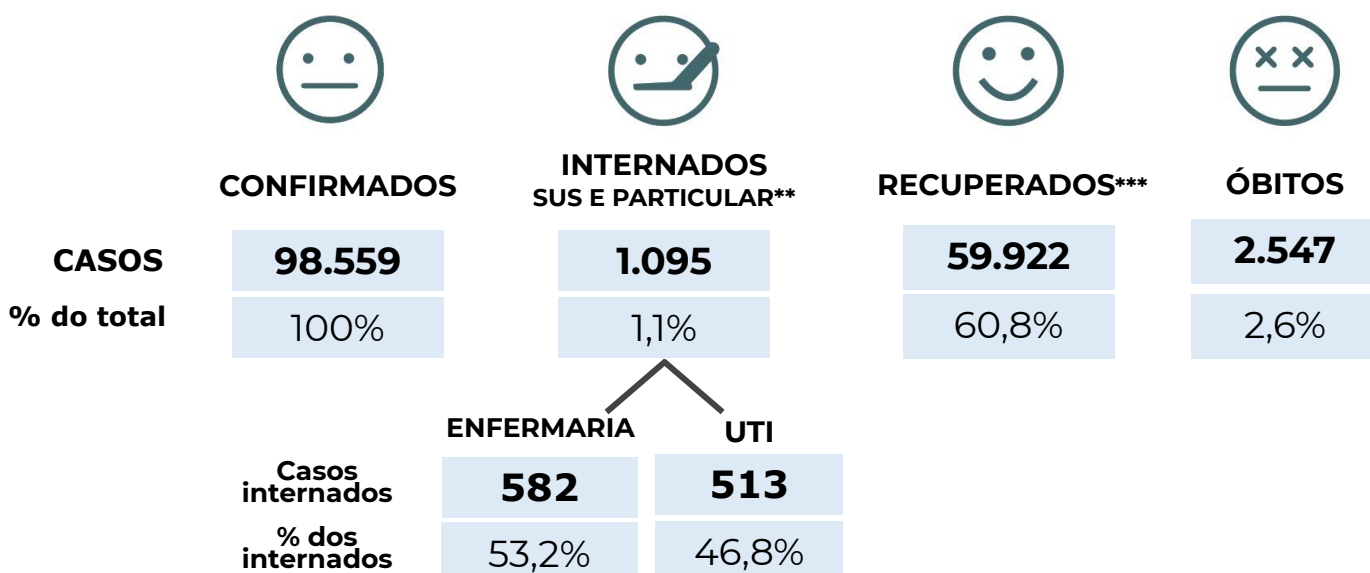 CONFIRMADOS
INTERNADOS
SUS E PARTICULAR**
RECUPERADOS***
ÓBITOS
CASOS 98.559 1.095 59.922 2.547
% do total 100% 1,1% 60,8% 2,6%
ENFERMARIA UTI
Casos
internados
582 513
% dos
internados
53,2% 46,8%